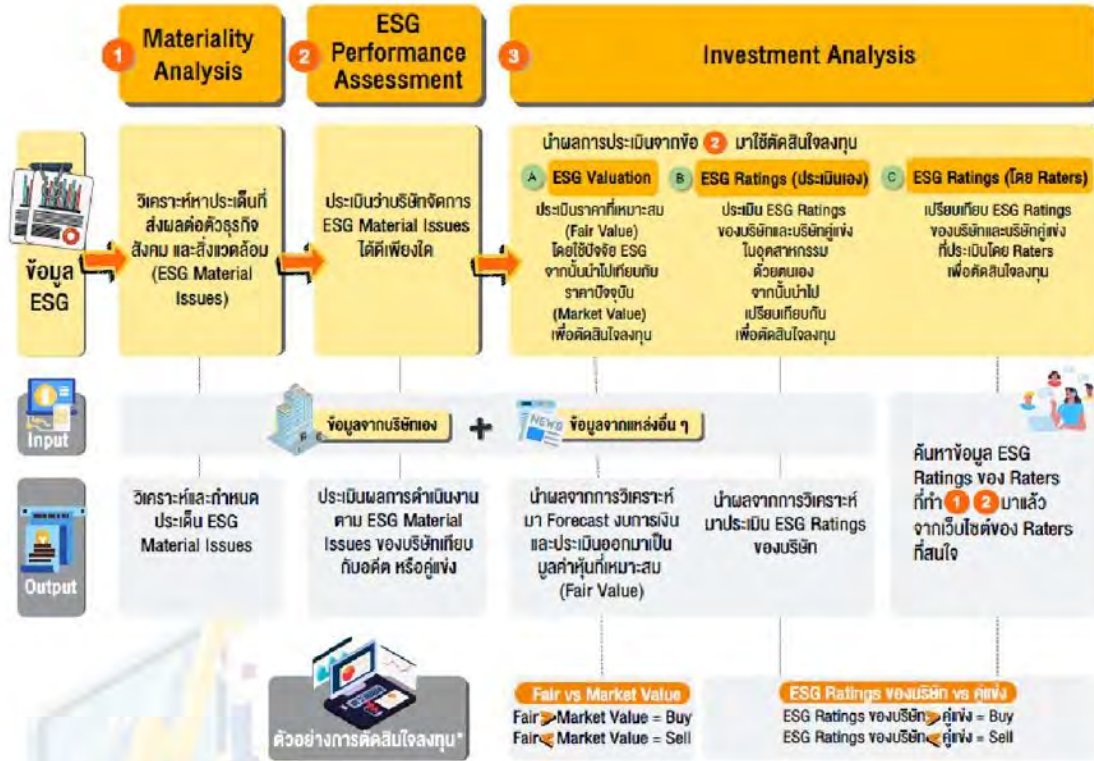 1 Materiality Analysis
2 ESG Performance Assessment
3 Investment Analysis
ข้อมูล
ESG
วิเคราะห์หาประเด็นที่
ส่งผลต่อตัวธุรกิจ
สังคม และสิ่งแวดล้อม
(ESG Material
Issues)
ประเมินว่าบริษัทจัดการ
ESG Material Issues
ได้ดีเพียงใด
นำผลการประเมินจากข้อ 2 มาใช้ตัดสินใจลงทุน
A ESG Valuation
ประเมินราคาที่เหมาะสม
(Fair Value)
โดยใช้ปัจจัย ESG
จากนั้นนำไปเทียบกับ
ราคาปัจจุบัน
(Market Value)
เพื่อตัดสินใจลงทุน
B ESG Ratings (ประเมินเอง)
ประเมิน ESG Ratings
ของบริษัทและบริษัทคู่แข่ง
ในอุตสาหกรรม
ด้วยตนเอง
จากนั้นนำไป
เปรียบเทียบกัน
เพื่อตัดสินใจลงทุน
C ESG Ratings (โดย Raters)
เปรียบเทียบ ESG Ratings
ของบริษัทและบริษัทคู่แข่ง
ที่ประเมินโดย Raters
เพื่อตัดสินใจลงทุน
Input
ข้อมูลจากบริษัทเอง + NEWS ข้อมูลจากแหล่งอื่น ๆ
Output
วิเคราะห์และกำหนด
ประเด็น ESG
Material Issues
ประเมินผลการดำเนินงาน
ตาม ESG Material
Issues ของบริษัทเทียบ
กับอดีต หรือคู่แข่ง
นำผลจากการวิเคราะห์
มา Forecast งบการเงิน
และประเมินออกมาเป็น
มูลค่าหุ้นที่เหมาะสม
(Fair Value)
นำผลจากการวิเคราะห์
มาประเมิน ESG Ratings
ของบริษัท
ค้นหาข้อมูล ESG
Ratings ของ Raters
ที่ทำ 1 2 มาแล้ว
จากเว็บไซต์ของ Raters
ที่สนใจ
ตัวอย่างการตัดสินใจลงทุน*
Fair vs Market Value
Fair > Market Value = Buy
Fair < Market Value = Sell
ESG Ratings ของบริษัท vs คู่แข่ง
ESG Ratings ของบริษัท > คู่แข่ง = Buy
ESG Ratings ของบริษัท < คู่แข่ง = Sell